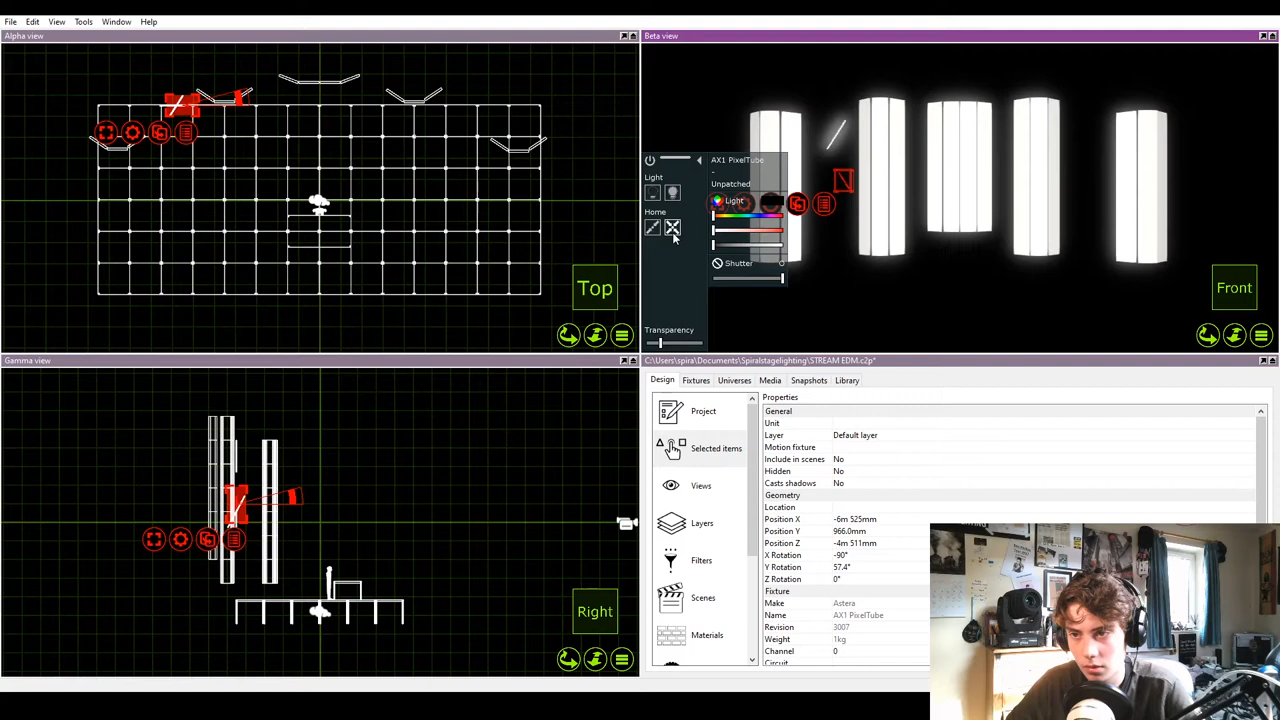 File Edit View Tools Window Help
Alpha view
Top
Beta view
AX1 PixelTube
-
Unpatched
Light
Light
Home
Shutter
Transparency
Front
Gamma view
Right
C:\Users\spira\Documents\Spiralstagelighting\STREAM EDM.c2p*
Design Fixtures Universes Media Snapshots Library
Project
Selected items
Views
Layers
Filters
Scenes
Materials
Properties
General
Unit
Layer Default layer
Motion fixture
Include in scenes No
Hidden No
Casts shadows No
Geometry
Location
Position X -6m 525mm
Position Y 966.0mm
Position Z -4m 511mm
X Rotation -90°
Y Rotation 57.4°
Z Rotation 0°
Fixture
Make Astera
Name AX1 PixelTube
Revision 3007
Weight 1kg
Channel 0
Circuit